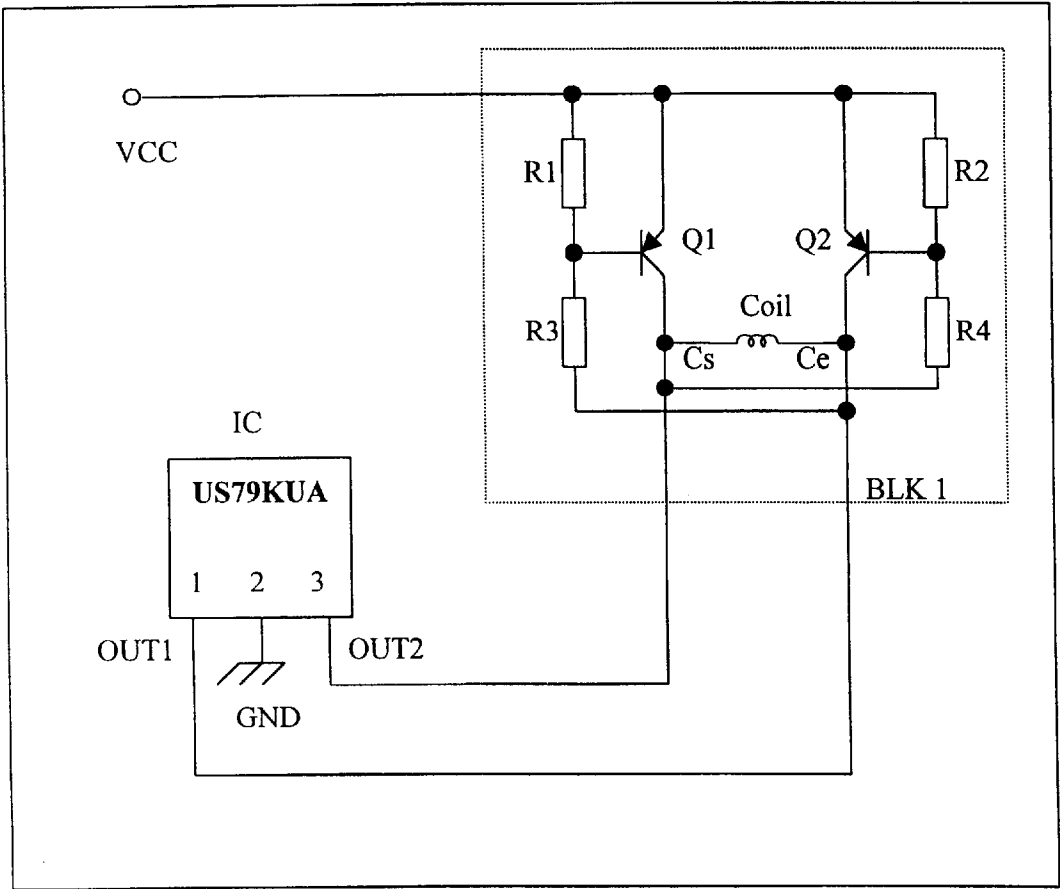 VCC
R1
R2
Q1
Q2
Coil
R3
R4
Cs
Ce
IC
BLK 1
US79KUA
1 2 3
OUT1
OUT2
GND